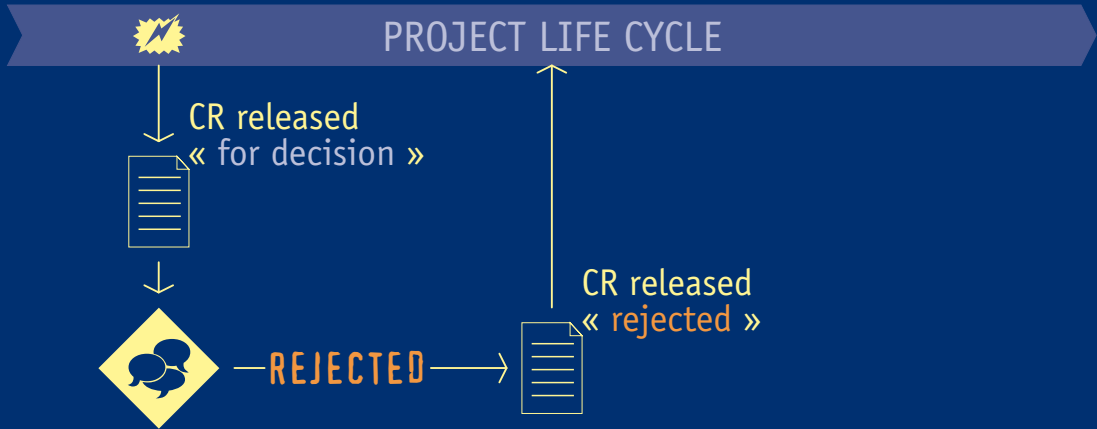 PROJECT LIFE CYCLE
CR released
« for decision »
CR released
« rejected »
REJECTED